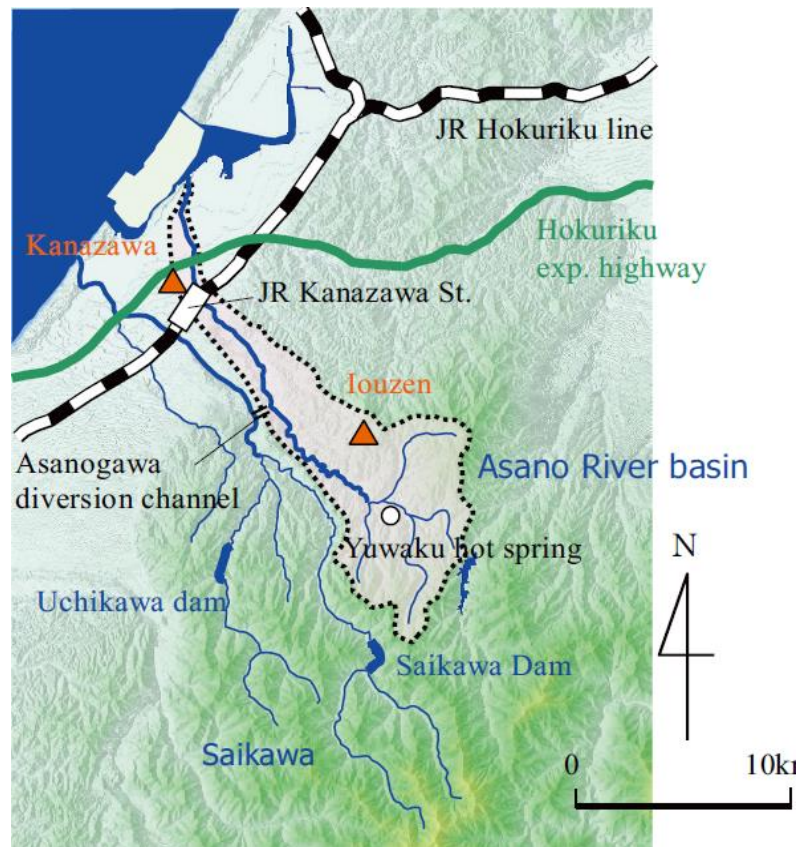 JR Hokuriku line
Kanazawa
Hokuriku
exp. highway
JR Kanazawa St.
Iouzen
Asanogawa
diversion channel
Asano River basin
Yuwaku hot spring
N
Uchikawa dam
Saikawa Dam
Saikawa
0
10km